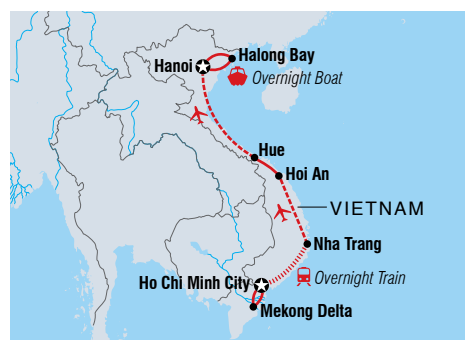 Halong Bay
Hanoi
Overnight Boat
Hue
Hoi An
VIETNAM
Nha Trang
Ho Chi Minh City
Overnight Train
Mekong Delta